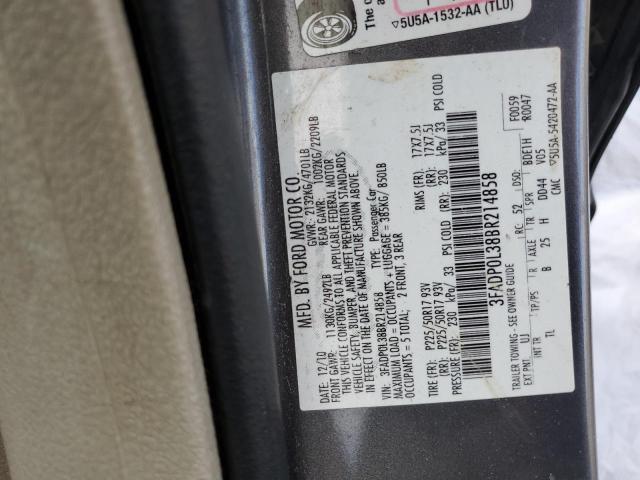 The c
5U5A-1532-AA (TLU)
MFD. BY FORD MOTOR CO.
DATE: 12/10 GVWR: 2132KG/4701LB
FRONT GAWR: 1130KG/2492LB REAR GAWR: 1002KG/2209LB
THIS VEHICLE CONFORMS TO ALL APPLICABLE FEDERAL MOTOR
VEHICLE SAFETY, BUMPER, AND THEFT PREVENTION STANDARDS
IN EFFECT ON THE DATE OF MANUFACTURE SHOWN ABOVE.
VIN: 3FADP0L38BR214858 TYPE: Passenger Car
MAXIMUM LOAD = OCCUPANTS + LUGGAGE = 385KG/ 850LB
OCCUPANTS = 5 TOTAL: 2 FRONT, 3 REAR
TIRE (FR): P225/50R17 93V RIMS (FR): 17X7.5J
(RR): P225/50R17 93V (RR): 17X7.5J
PRESSURE (FR): 230 kPa/ 33 PSI COLD (RR): 230 kPa/ 33 PSI COLD
3FADP0L38BR214858
F0059
R0047
TRAILER TOWING - SEE OWNER GUIDE
EXT PNT: UJ RC: 52 DSO: BDE1H
INT TR TP/PS R AXLE TR SPR
TL B 25 H DD44 V05
CMC 5U5A-5420472-AA